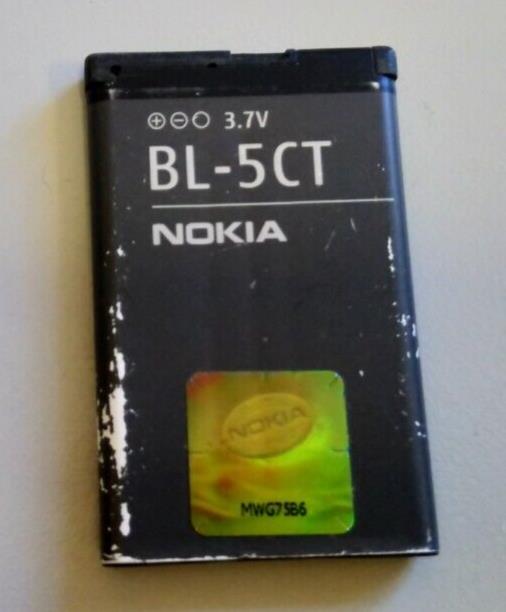 ⊕⊖○ 3.7V
BL-5CT
NOKIA
NOKIA
MWG75B6